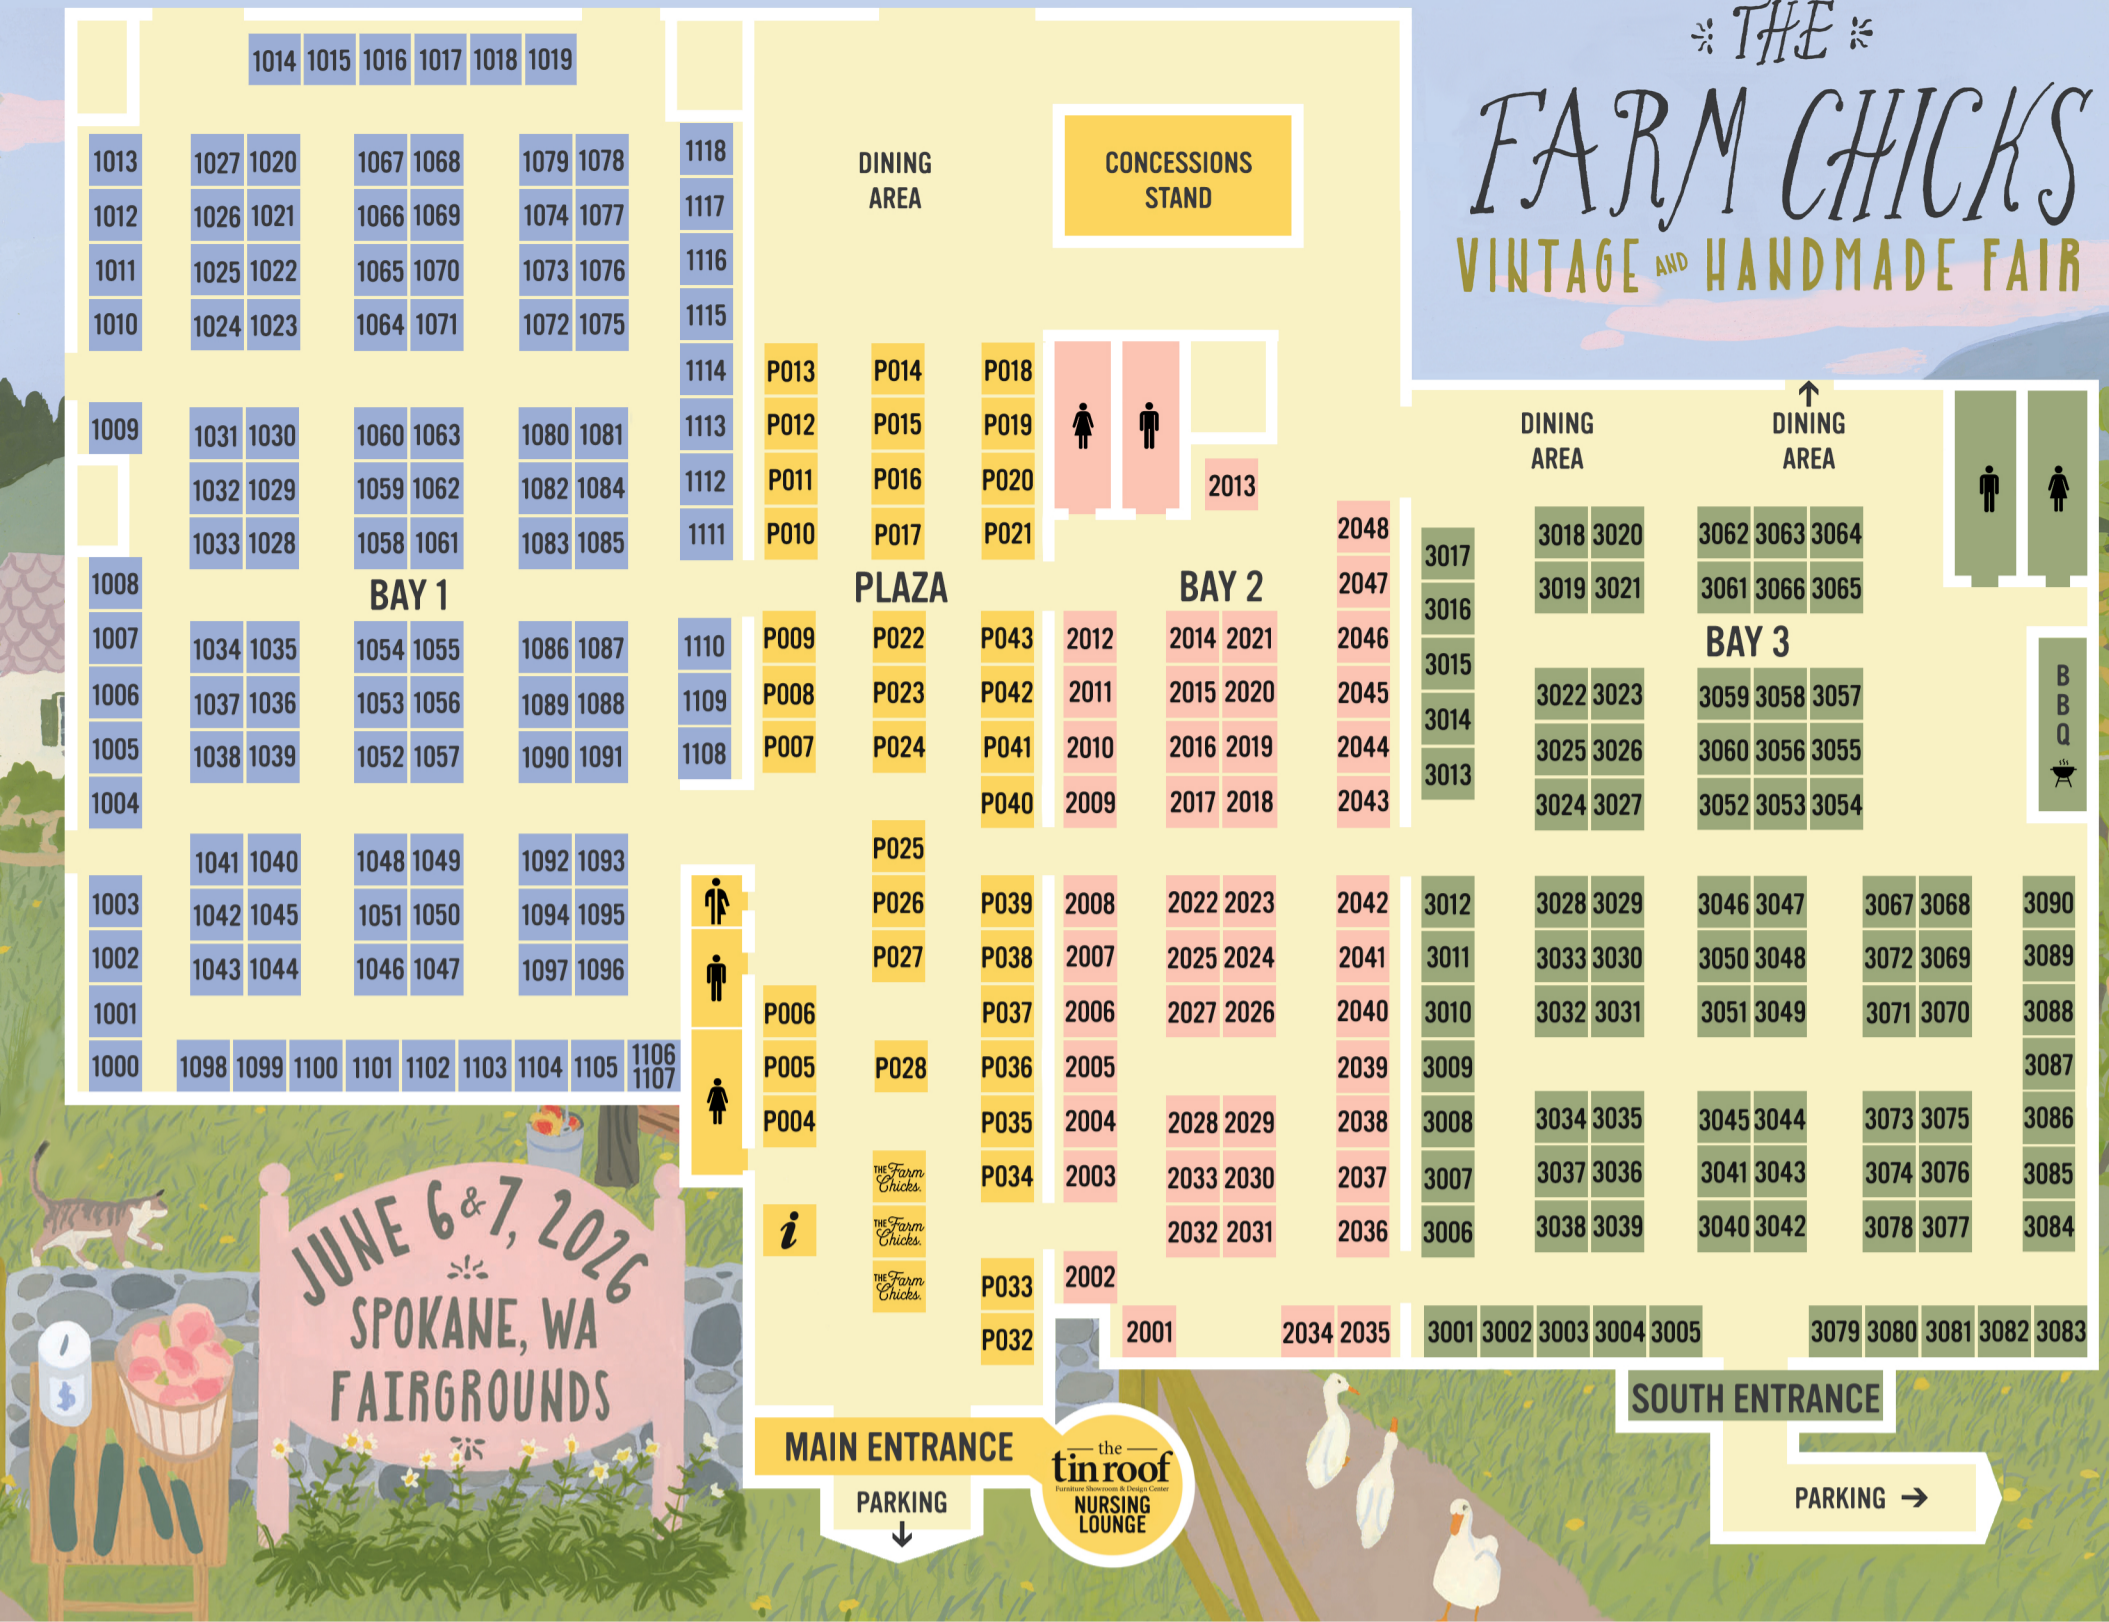 THE
FARM CHICKS
VINTAGE AND HANDMADE FAIR
1014 1015 1016 1017 1018 1019
1013 1027 1020 1067 1068 1079 1078 1118
1012 1026 1021 1066 1069 1074 1077 1117
1011 1025 1022 1065 1070 1073 1076 1116
1010 1024 1023 1064 1071 1072 1075 1115
1114
1009 1031 1030 1060 1063 1080 1081 1113
1032 1029 1059 1062 1082 1084 1112
1033 1028 1058 1061 1083 1085 1111
BAY 1
1008
1007 1034 1035 1054 1055 1086 1087 1110
1006 1037 1036 1053 1056 1089 1088 1109
1005 1038 1039 1052 1057 1090 1091 1108
1004
1041 1040 1048 1049 1092 1093
1003 1042 1045 1051 1050 1094 1095
1002 1043 1044 1046 1047 1097 1096
1001
1000 1098 1099 1100 1101 1102 1103 1104 1105 1106
1107
DINING
AREA
CONCESSIONS
STAND
P013 P014 P018
P012 P015 P019
P011 P016 P020
P010 P017 P021
PLAZA
P009 P022 P043
P008 P023 P042
P007 P024 P041
P040
P025
P026 P039
P027 P038
P006 P037
P005 P028 P036
P004 P035
THE Farm
Chicks.
P034
i
THE Farm
Chicks.
THE Farm
Chicks.
P033
P032
2013
2048
BAY 2
2047
2012 2014 2021 2046
2011 2015 2020 2045
2010 2016 2019 2044
2009 2017 2018 2043
2008 2022 2023 2042
2007 2025 2024 2041
2006 2027 2026 2040
2005 2039
2004 2028 2029 2038
2003 2033 2030 2037
2032 2031 2036
2002
2001 2034 2035
DINING
AREA
DINING
AREA
3017 3018 3020 3062 3063 3064
3016 3019 3021 3061 3066 3065
BAY 3
3015
3014 3022 3023 3059 3058 3057
3013 3025 3026 3060 3056 3055
3024 3027 3052 3053 3054
B
B
Q
3012 3028 3029 3046 3047 3067 3068 3090
3011 3033 3030 3050 3048 3072 3069 3089
3010 3032 3031 3051 3049 3071 3070 3088
3009 3087
3008 3034 3035 3045 3044 3073 3075 3086
3007 3037 3036 3041 3043 3074 3076 3085
3006 3038 3039 3040 3042 3078 3077 3084
3001 3002 3003 3004 3005 3079 3080 3081 3082 3083
SOUTH ENTRANCE
PARKING →
MAIN ENTRANCE
PARKING
the
tin roof
Furniture Showroom & Design Center
NURSING
LOUNGE
JUNE 6 & 7, 2026
SPOKANE, WA
FAIRGROUNDS
$